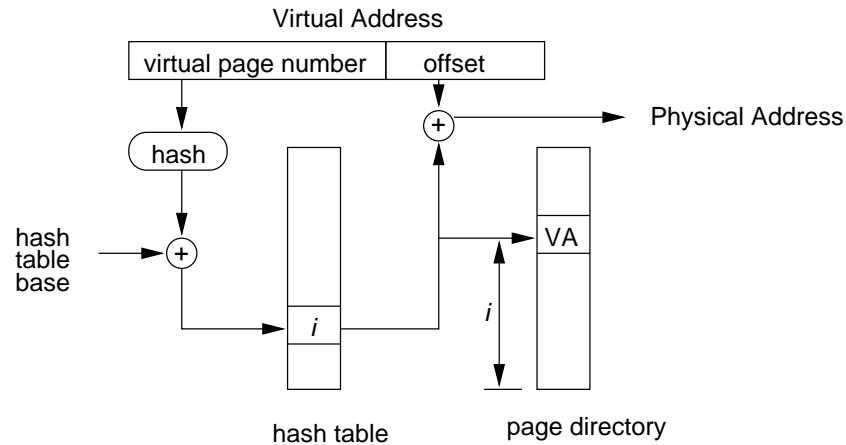 Virtual Address
virtual page number
offset
+
Physical Address
hash
hash
table
base
+
VA
i
i
hash table
page directory